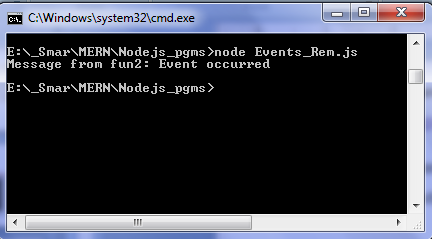 C:\Windows\system32\cmd.exe
E:\_Smar\MERN\Nodejs_pgms>node Events_Rem.js
Message from fun2: Event occurred
E:\_Smar\MERN\Nodejs_pgms>